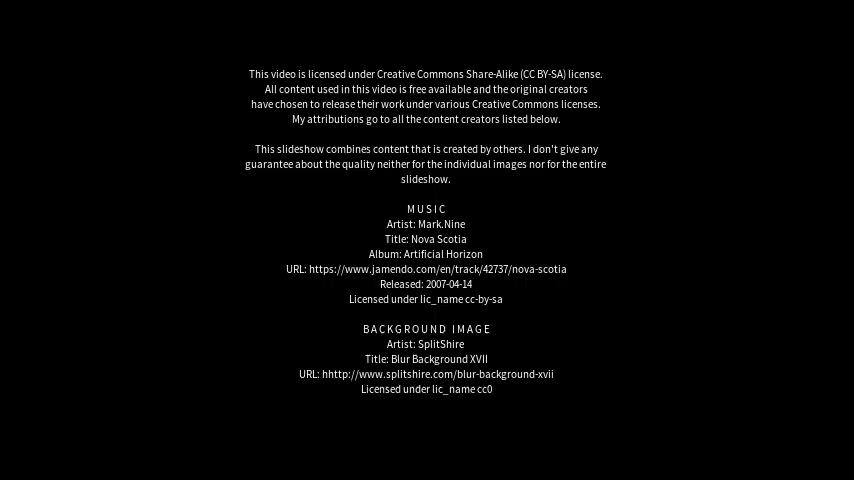 This video is licensed under Creative Commons Share-Alike (CC BY-SA) license.
All content used in this video is free available and the original creators
have chosen to release their work under various Creative Commons licenses.
My attributions go to all the content creators listed below.
This slideshow combines content that is created by others. I don't give any
guarantee about the quality neither for the individual images nor for the entire
slideshow.
MUSIC
Artist: Mark.Nine
Title: Nova Scotia
Album: Artificial Horizon
URL: https://www.jamendo.com/en/track/42737/nova-scotia
Released: 2007-04-14
Licensed under lic_name cc-by-sa
BACKGROUND IMAGE
Artist: SplitShire
Title: Blur Background XVII
URL: hhttp://www.splitshire.com/blur-background-xvii
Licensed under lic_name cc0